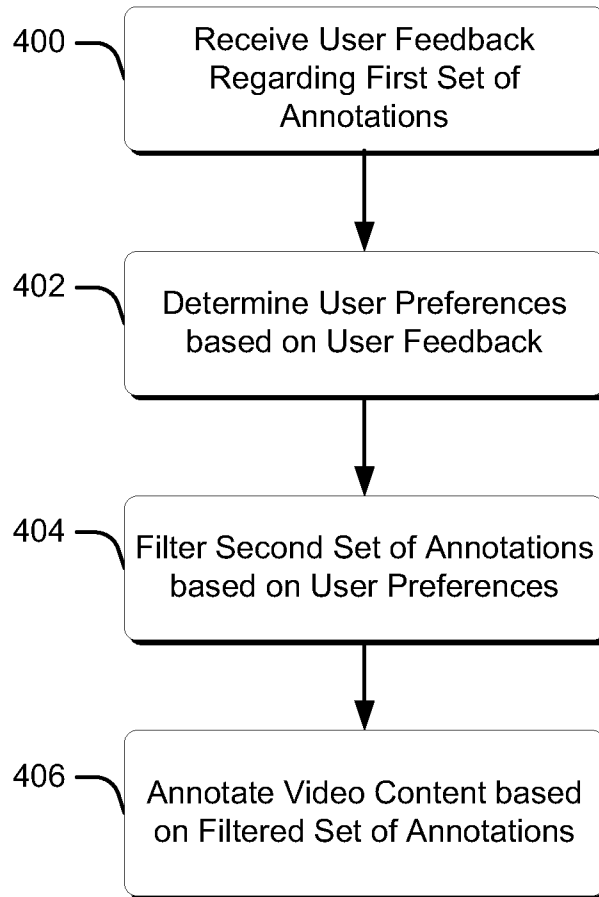 400
Receive User Feedback
Regarding First Set of
Annotations
402
Determine User Preferences
based on User Feedback
404
Filter Second Set of Annotations
based on User Preferences
406
Annotate Video Content based
on Filtered Set of Annotations